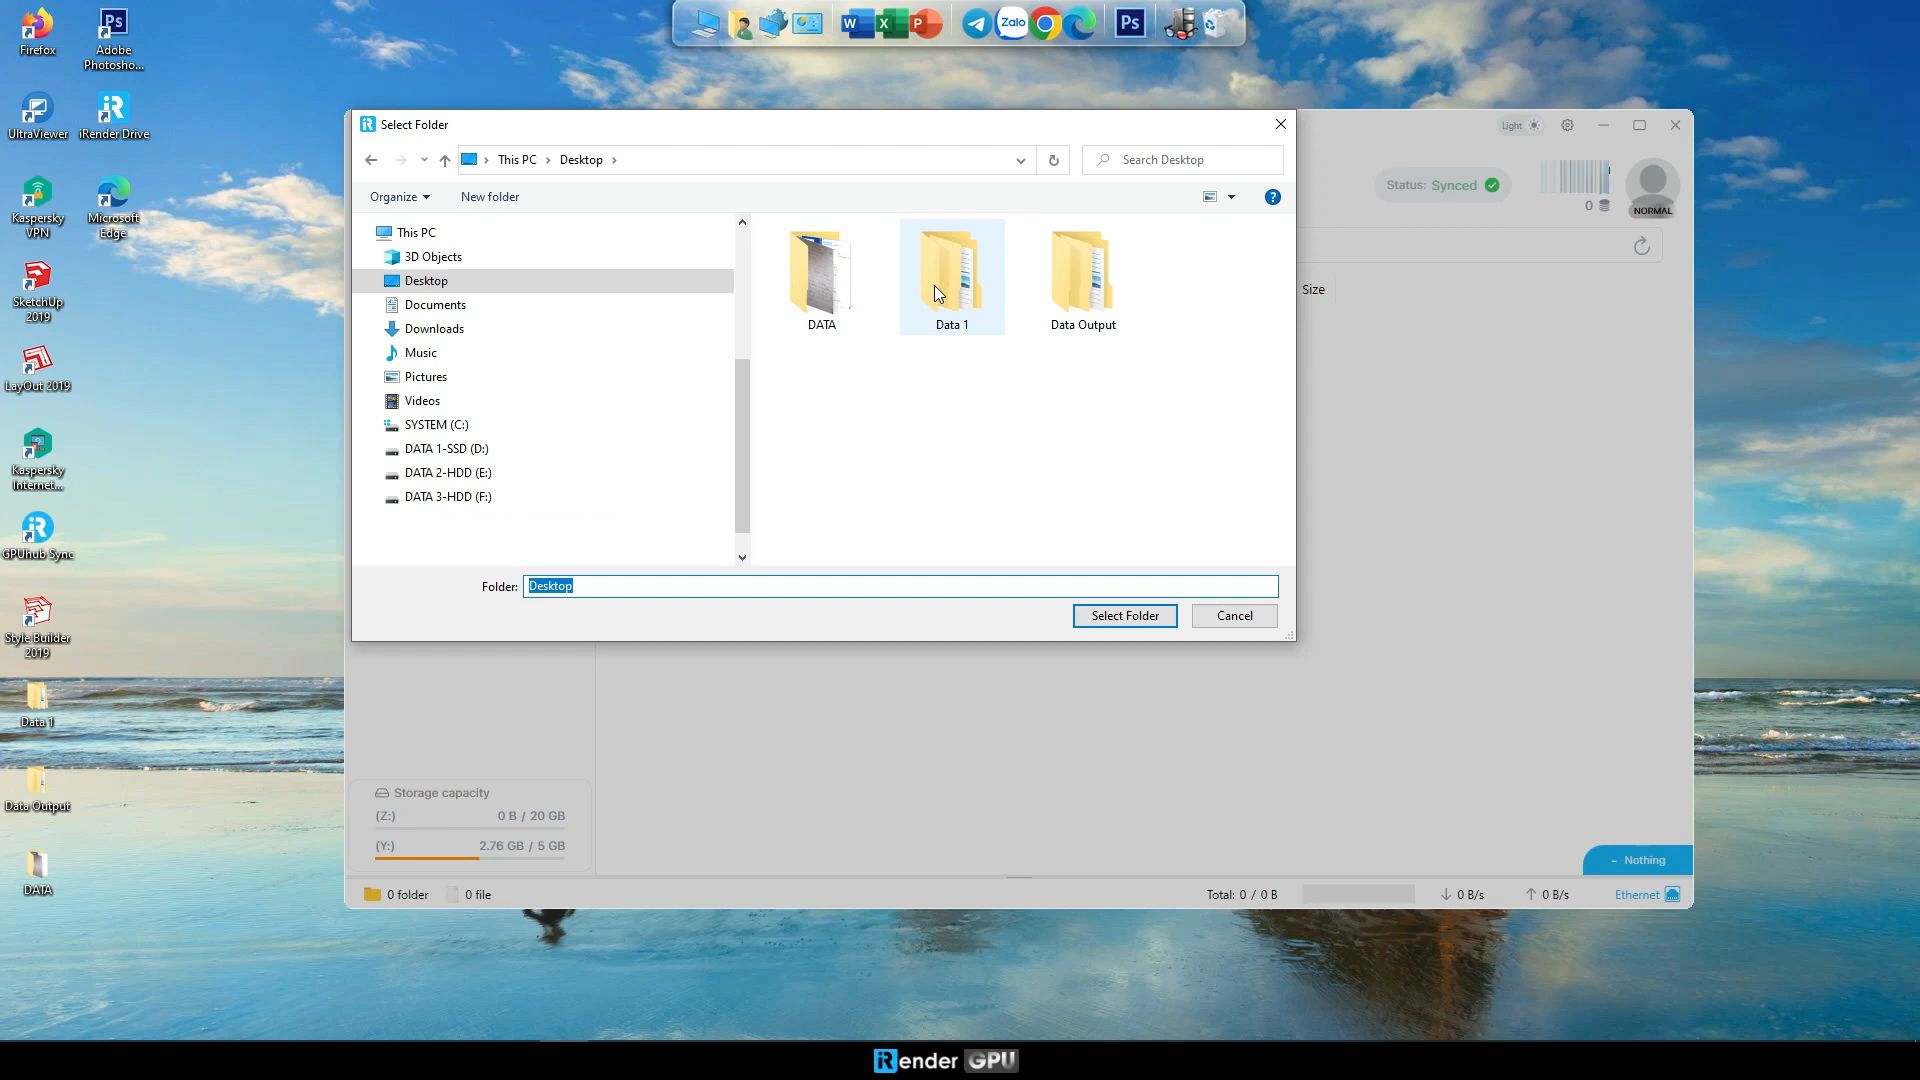 Firefox
Adobe
Photosho...
UltraViewer
iRender Drive
Kaspersky
VPN
Microsoft
Edge
SketchUp
2019
LayOut 2019
Kaspersky
Internet...
GPUhub Sync
Style Builder
2019
Data 1
Data Output
DATA
Zalo
Ps
Select Folder
This PC
Desktop
Search Desktop
Organize
New folder
This PC
3D Objects
Desktop
Documents
Downloads
Music
Pictures
Videos
SYSTEM (C:)
DATA 1-SSD (D:)
DATA 2-HDD (E:)
DATA 3-HDD (F:)
DATA
Data 1
Data Output
Folder: Desktop
Select Folder
Cancel
Light
Status: Synced
0
NORMAL
Size
Storage capacity
(Z:) 0 B / 20 GB
(Y:) 2.76 GB / 5 GB
- Nothing
0 folder
0 file
Total: 0 / 0 B
0 B/s
0 B/s
Ethernet
iRender GPU